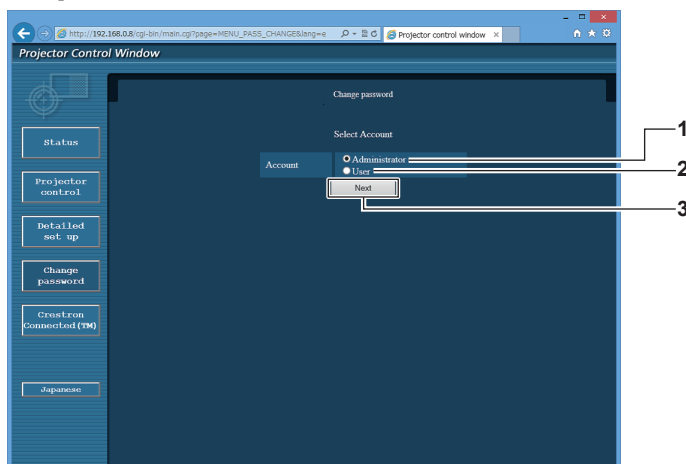 http://192.168.0.8/cgi-bin/main.cgi?page=MENU_PASS_CHANGE&lang=e
Projector control window
Projector Control Window
Change password
Select Account
Account
Administrator
User
Next
1
2
3
Status
Projector
control
Detailed
set up
Change
password
Crestron
Connected(TM)
Japanese